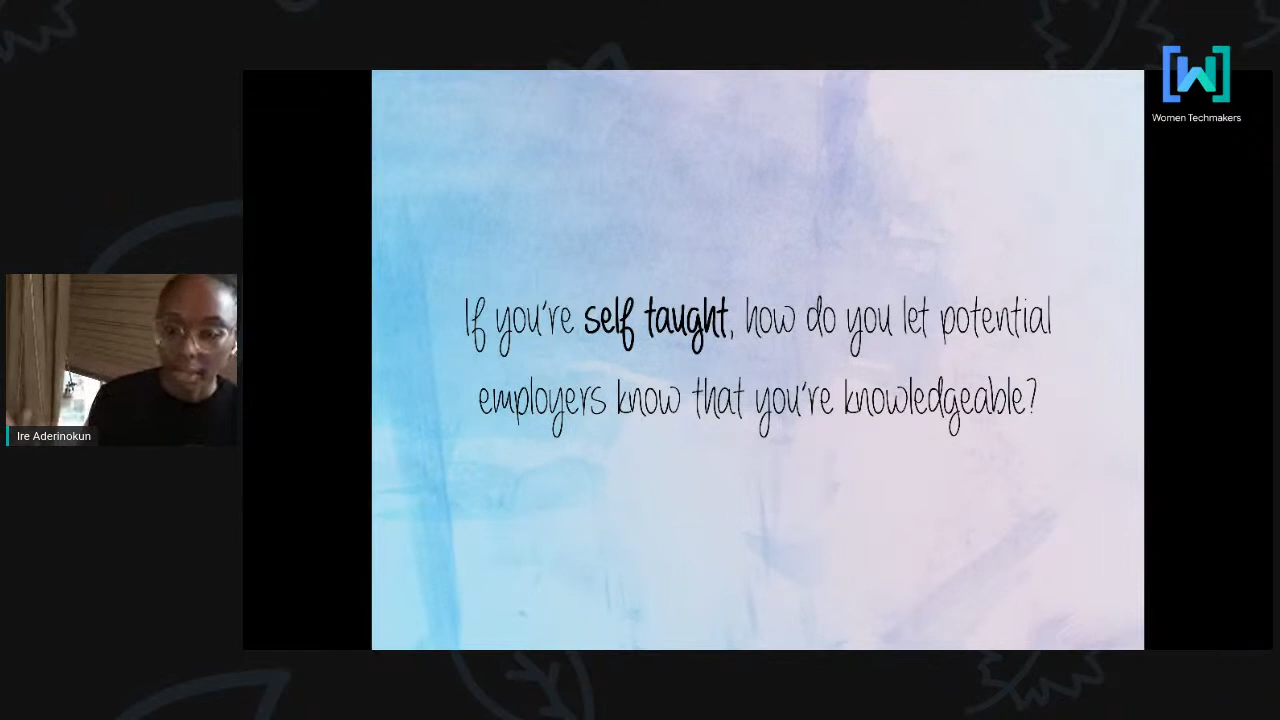 Women Techmakers
If you're self taught, how do you let potential
employers know that you're knowledgeable?
Ire Aderinokun